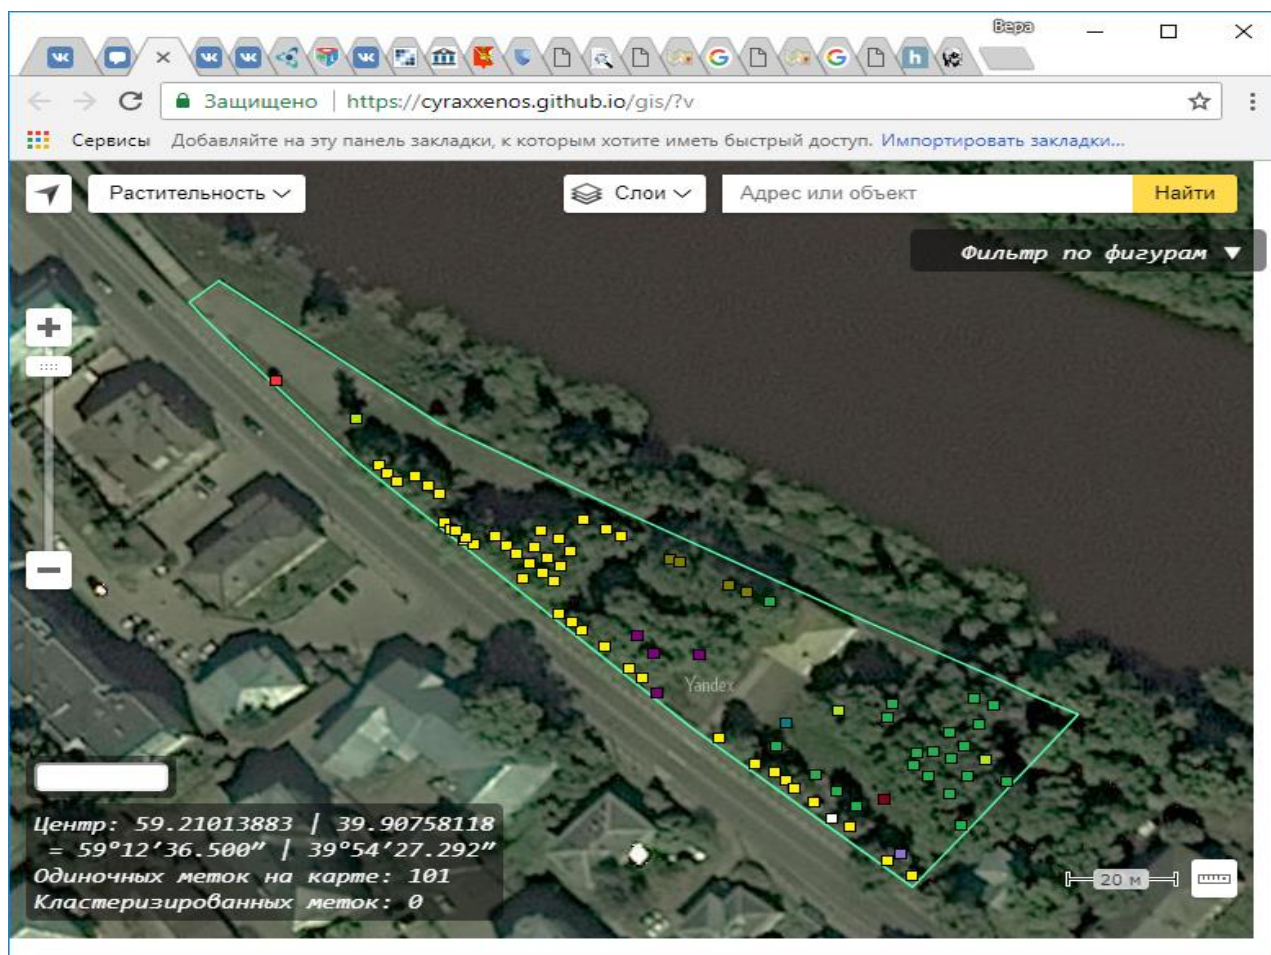 Вера
Защищено | https://cyraxxenos.github.io/gis/?v
Сервисы Добавляйте на эту панель закладки, к которым хотите иметь быстрый доступ. Импортировать закладки...
Растительность
Слои
Адрес или объект
Найти
Фильтр по фигурам ▼
Yandex
Центр: 59.21013883 | 39.90758118
= 59°12′36.500″ | 39°54′27.292″
Одиночных меток на карте: 101
Кластеризированных меток: 0
20 м